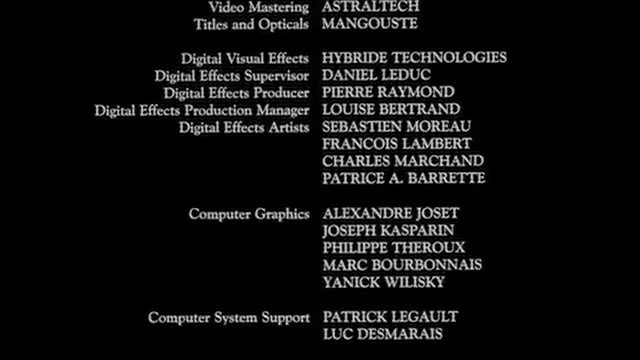 Video Mastering ASTRALTECH
Titles and Opticals MANGOUSTE
Digital Visual Effects HYBRIDE TECHNOLOGIES
Digital Effects Supervisor DANIEL LEDUC
Digital Effects Producer PIERRE RAYMOND
Digital Effects Production Manager LOUISE BERTRAND
Digital Effects Artists SEBASTIEN MOREAU
FRANCOIS LAMBERT
CHARLES MARCHAND
PATRICE A. BARRETTE
Computer Graphics ALEXANDRE JOSET
JOSEPH KASPARIN
PHILIPPE THEROUX
MARC BOURBONNAIS
YANICK WILISKY
Computer System Support PATRICK LEGAULT
LUC DESMARAIS